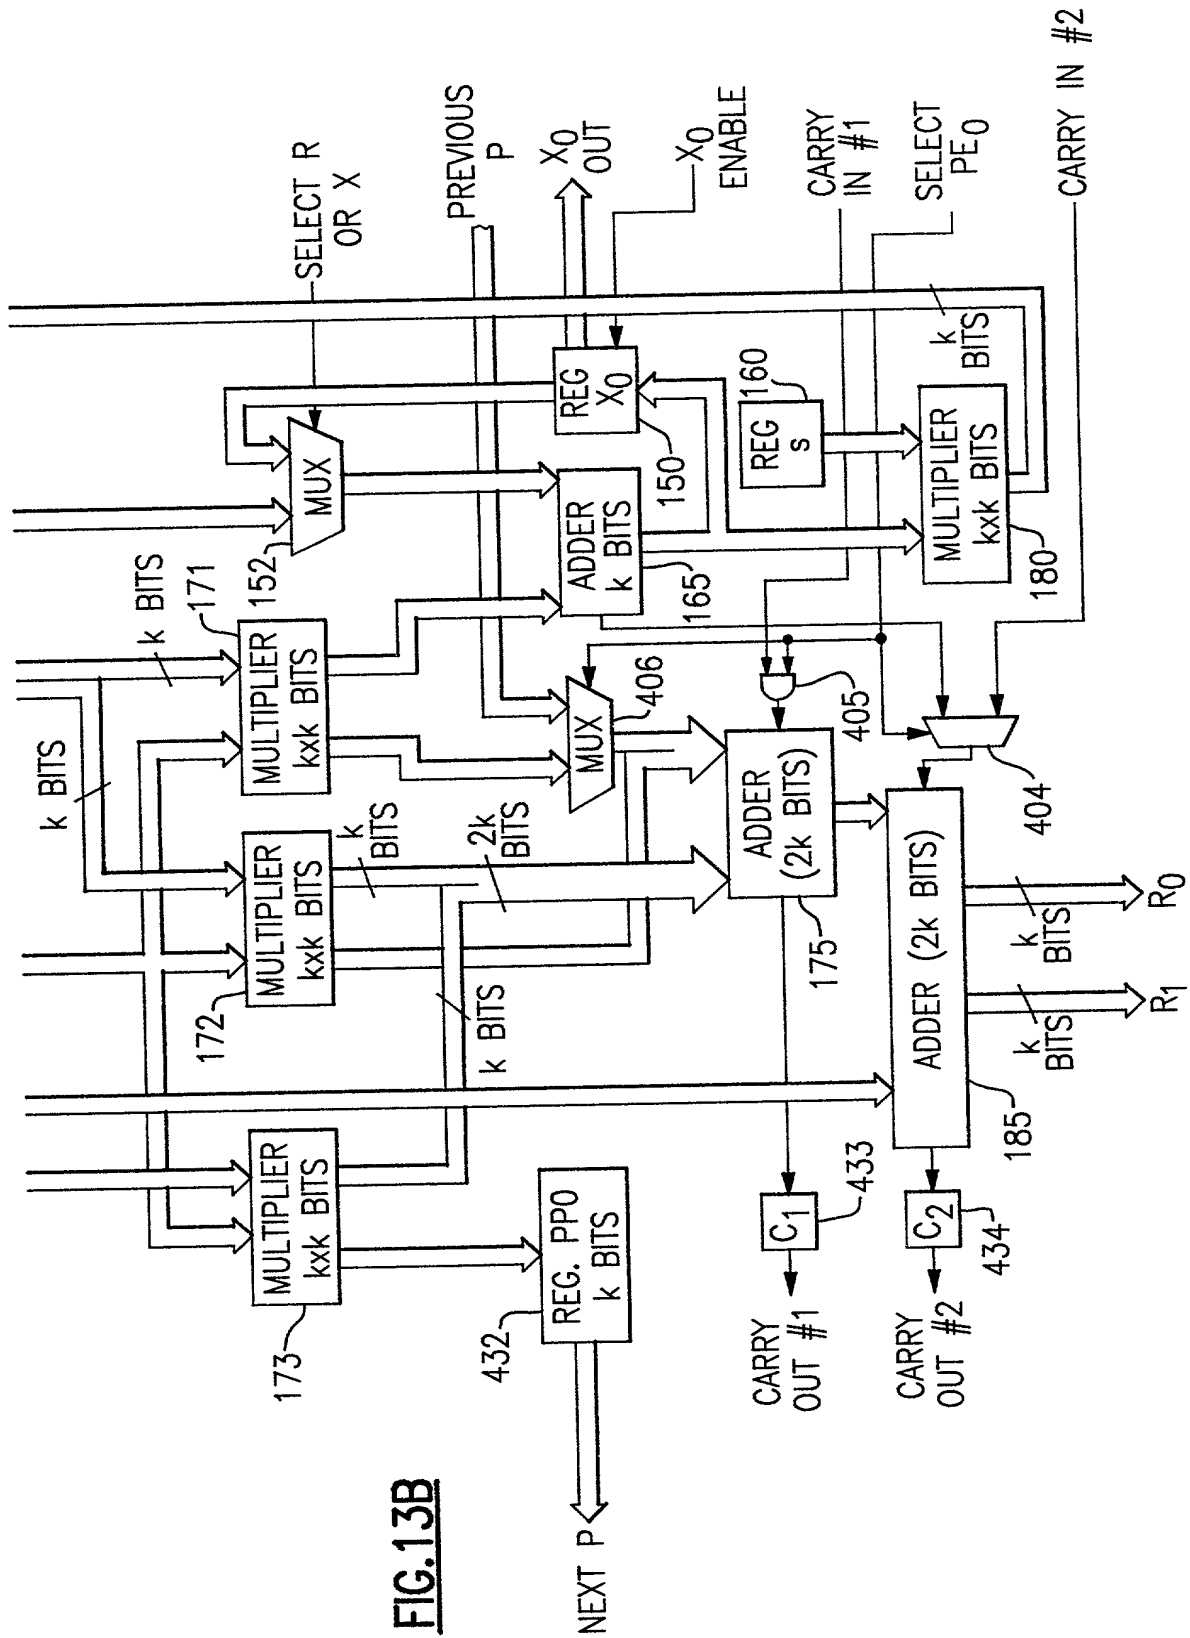 k BITS
k BITS
171
152
MULTIPLIER
kxk BITS
172
MULTIPLIER
kxk BITS
173
MULTIPLIER
kxk BITS
MUX
SELECT R
OR X
PREVIOUS
P
X0
OUT
X0
ENABLE
REG
X0
150
ADDER
k BITS
165
k
BITS
2k
BITS
k BITS
MUX
406
REG. PPO
k BITS
432
NEXT P
CARRY
IN #1
SELECT
PE0
CARRY IN #2
160
REG
s
k
BITS
MULTIPLIER
kxk BITS
180
405
ADDER
(2k BITS)
175
404
ADDER (2k BITS)
185
C1
433
CARRY
OUT #1
C2
434
CARRY
OUT #2
k
BITS
k
BITS
R0
R1
FIG.13B